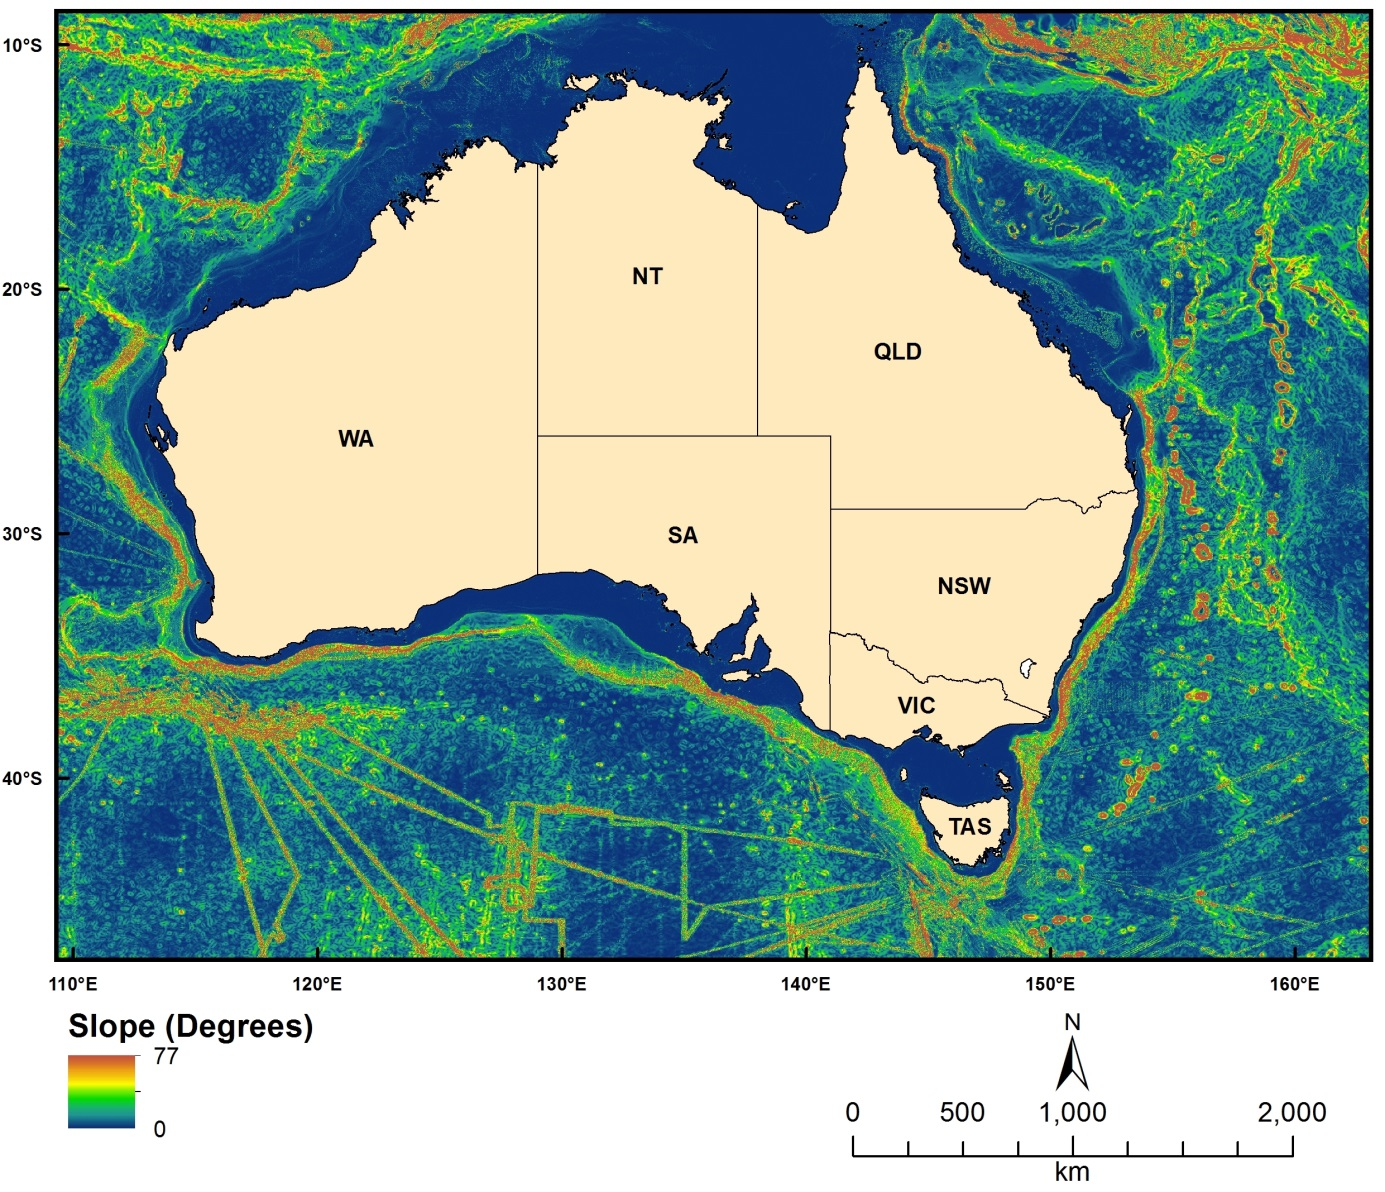 10°S
20°S
30°S
40°S
NT
QLD
WA
SA
NSW
VIC
TAS
110°E 120°E 130°E 140°E 150°E 160°E
Slope (Degrees)
77
0
N
0 500 1,000 2,000
km